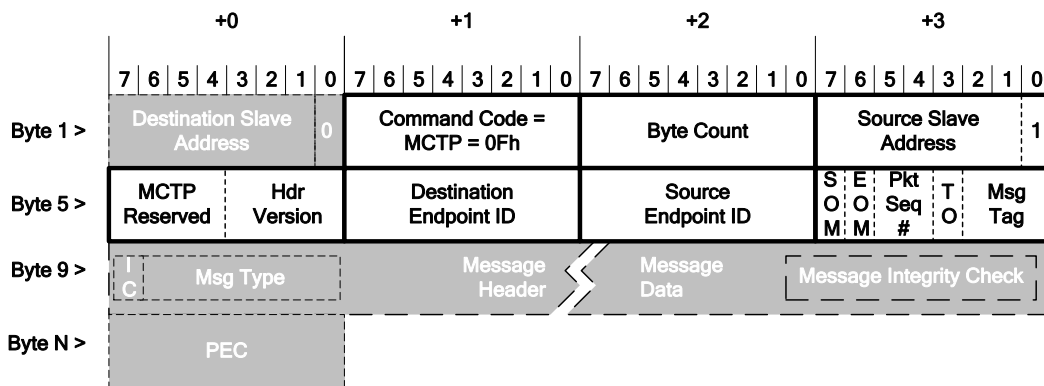 +0 +1 +2 +3
7 6 5 4 3 2 1 0 7 6 5 4 3 2 1 0 7 6 5 4 3 2 1 0 7 6 5 4 3 2 1 0
Byte 1 >
Destination Slave
Address
0
Command Code =
MCTP = 0Fh
Byte Count
Source Slave
Address
1
Byte 5 >
MCTP
Reserved
Hdr
Version
Destination
Endpoint ID
Source
Endpoint ID
S
O
M
E
O
M
Pkt
Seq
#
T
O
Msg
Tag
Byte 9 >
I
C
Msg Type
Message
Header
Message
Data
Message Integrity Check
Byte N >
PEC